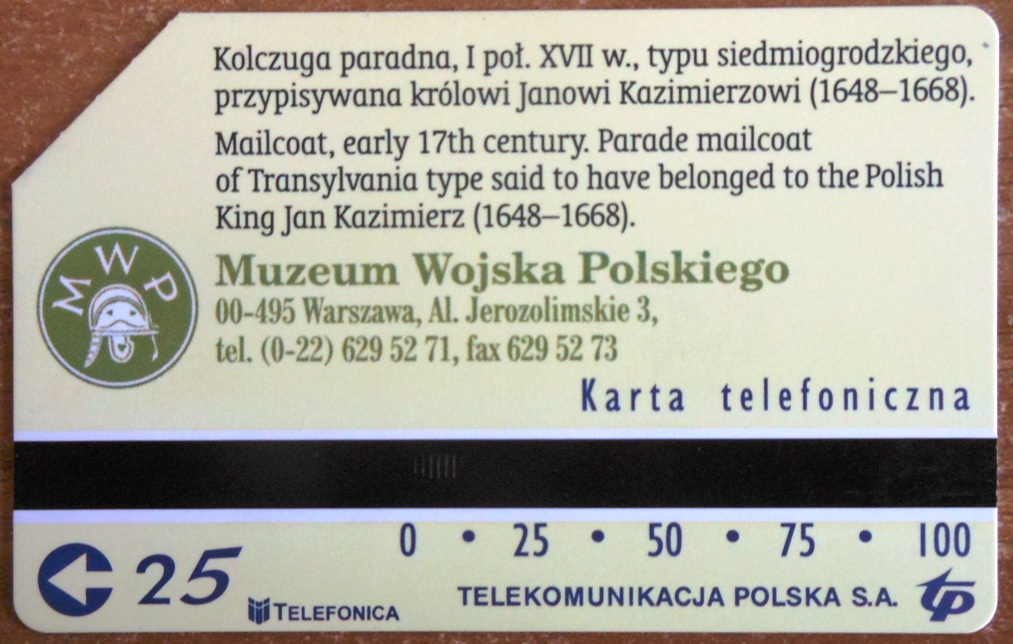 Kolczuga paradna, I poł. XVII w., typu siedmiogrodzkiego,
przypisywana królowi Janowi Kazimierzowi (1648–1668).
Mailcoat, early 17th century. Parade mailcoat
of Transylvania type said to have belonged to the Polish
King Jan Kazimierz (1648–1668).
MWP
Muzeum Wojska Polskiego
00-495 Warszawa, Al. Jerozolimskie 3,
tel. (0-22) 629 52 71, fax 629 52 73
Karta telefoniczna
0 • 25 • 50 • 75 • 100
25
TELEFONICA
TELEKOMUNIKACJA POLSKA S.A.
tp